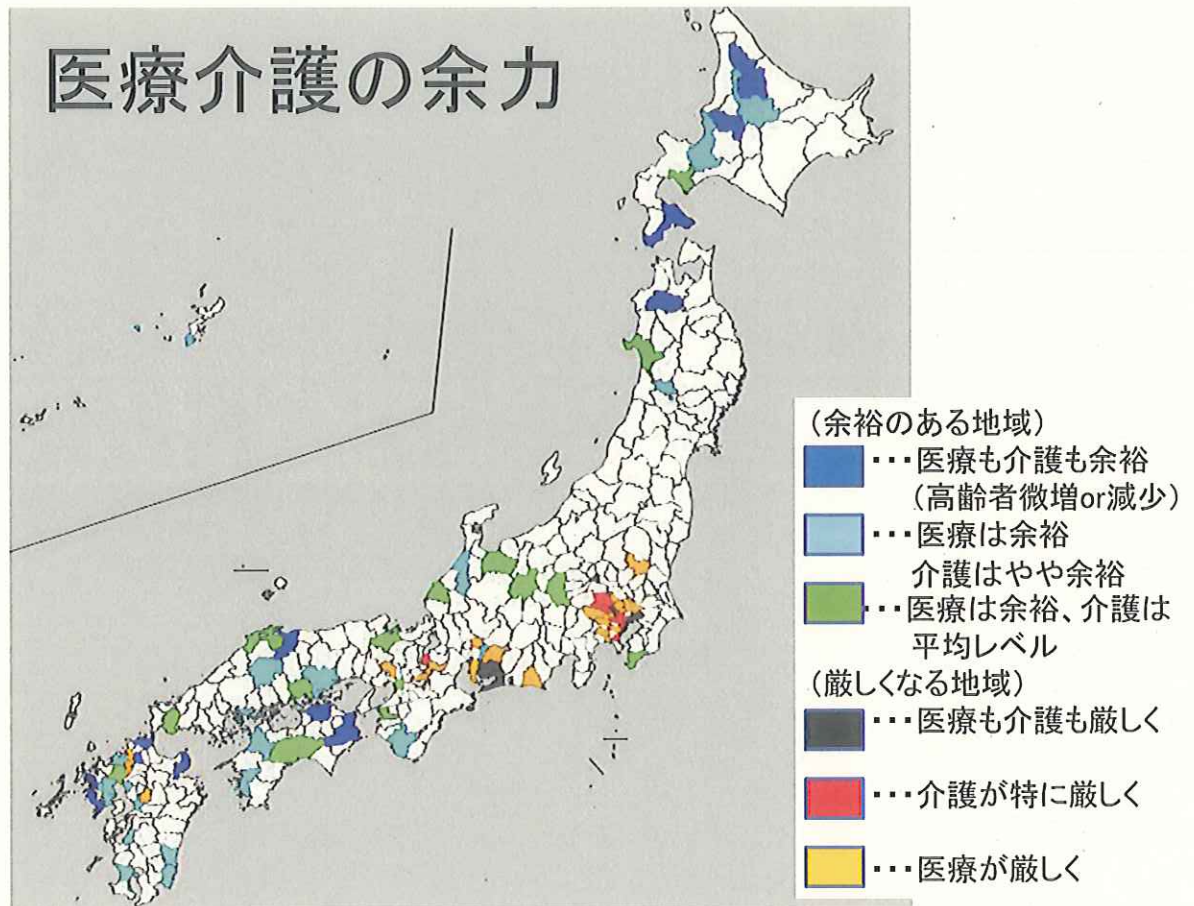 医療介護の余力
(余裕のある地域)
・・・医療も介護も余裕
(高齢者微増or減少)
・・・医療は余裕
介護はやや余裕
・・・医療は余裕、介護は
平均レベル
(厳しくなる地域)
・・・医療も介護も厳しく
・・・介護が特に厳しく
・・・医療が厳しく